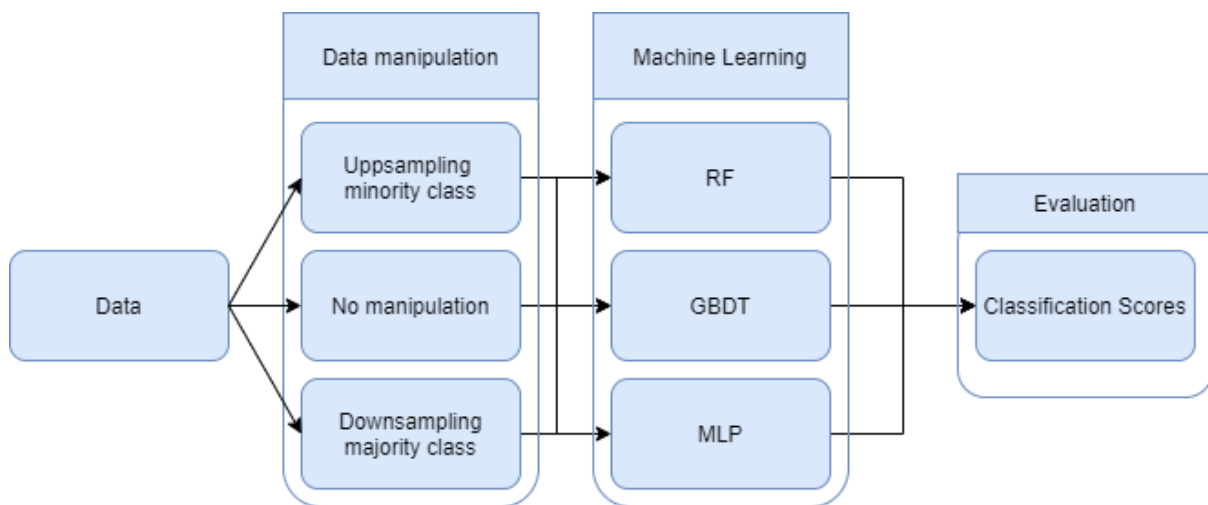 Data manipulation
Machine Learning
Uppsampling
minority class
RF
Evaluation
Data
No manipulation
GBDT
Classification Scores
Downsampling
majority class
MLP